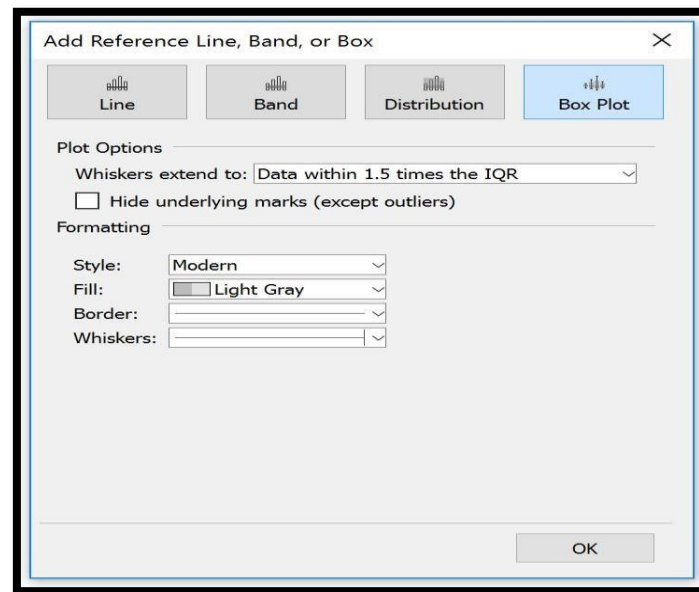 Add Reference Line, Band, or Box
Line Band Distribution Box Plot
Plot Options
Whiskers extend to: Data within 1.5 times the IQR
Hide underlying marks (except outliers)
Formatting
Style: Modern
Fill: Light Gray
Border:
Whiskers:
OK